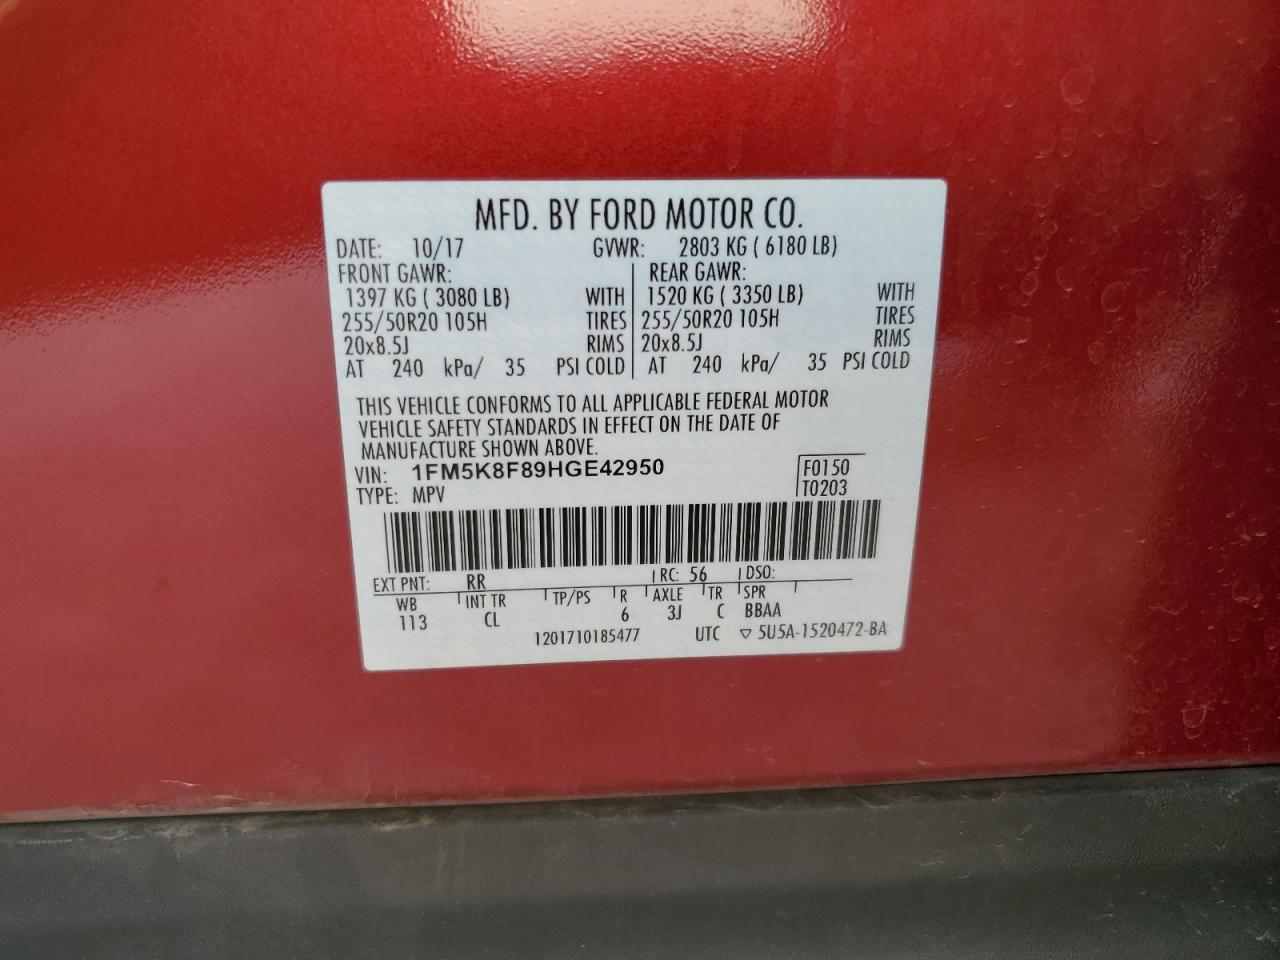 MFD. BY FORD MOTOR CO.
DATE: 10/17 GVWR: 2803 KG ( 6180 LB)
FRONT GAWR: REAR GAWR:
1397 KG ( 3080 LB) WITH 1520 KG ( 3350 LB) WITH
255/50R20 105H TIRES 255/50R20 105H TIRES
20x8.5J RIMS 20x8.5J RIMS
AT 240 kPa/ 35 PSI COLD AT 240 kPa/ 35 PSI COLD
THIS VEHICLE CONFORMS TO ALL APPLICABLE FEDERAL MOTOR
VEHICLE SAFETY STANDARDS IN EFFECT ON THE DATE OF
MANUFACTURE SHOWN ABOVE.
VIN: 1FM5K8F89HGE42950 F0150
TYPE: MPV T0203
EXT PNT: RR RC: 56 DSO:
WB INT TR TP/PS R AXLE TR SPR
113 CL 6 3J C BBAA
1201710185477 UTC ▽ 5U5A-1520472-BA